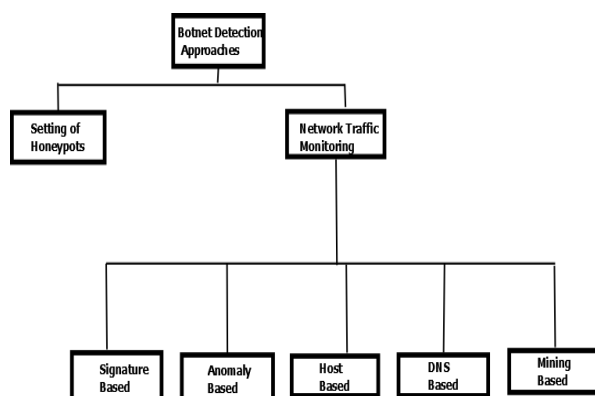 Botnet Detection
Approaches
Setting of
Honeypots
Network Traffic
Monitoring
Signature
Based
Anomaly
Based
Host
Based
DNS
Based
Mining
Based